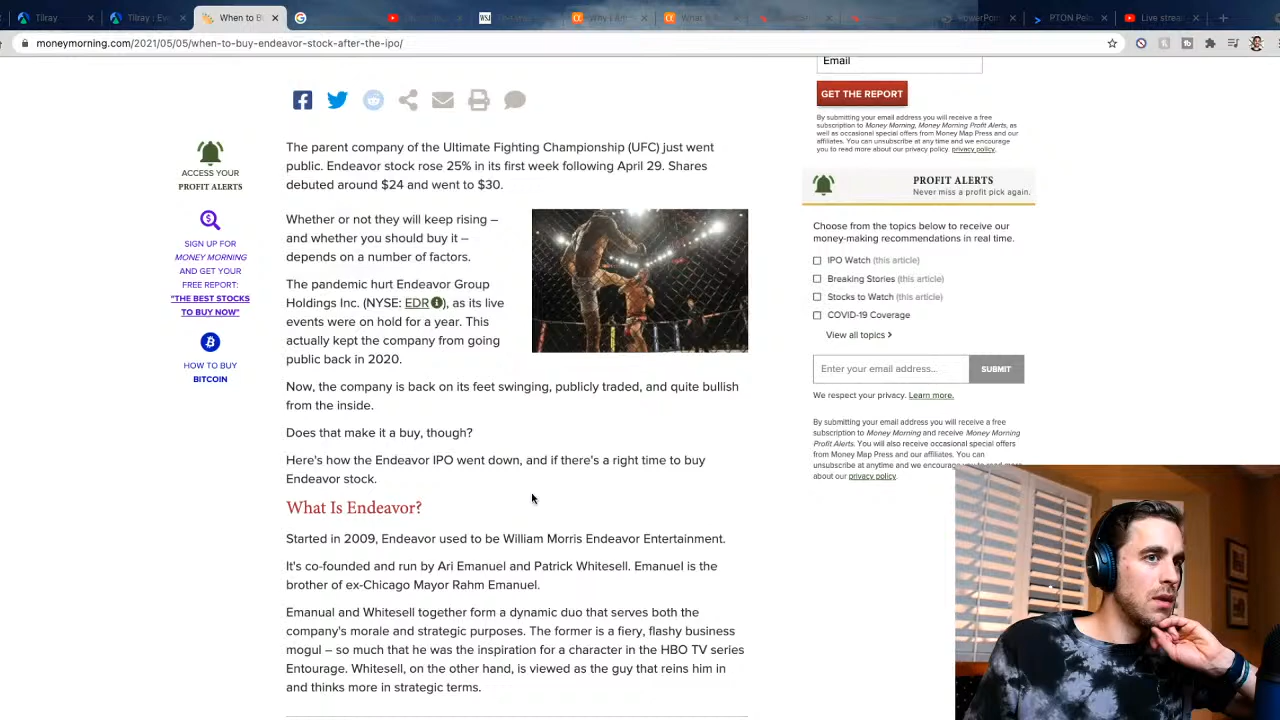 Tilray
Tilray : Ev
When to B
WSJ
Why I Am
What Is
PTON Pelo
Live strea
moneymorning.com/2021/05/05/when-to-buy-endeavor-stock-after-the-ipo/
Email
GET THE REPORT
By submitting your email address you will receive a free
subscription to Money Morning, Money Morning Profit Alerts, as
well as occasional special offers from Money Map Press and our
affiliates. You can unsubscribe at any time and we encourage
you to read more about our privacy policy.
ACCESS YOUR
PROFIT ALERTS
SIGN UP FOR
MONEY MORNING
AND GET YOUR
FREE REPORT:
"THE BEST STOCKS
TO BUY NOW"
HOW TO BUY
BITCOIN
The parent company of the Ultimate Fighting Championship (UFC) just went
public. Endeavor stock rose 25% in its first week following April 29. Shares
debuted around $24 and went to $30.
Whether or not they will keep rising –
and whether you should buy it –
depends on a number of factors.
The pandemic hurt Endeavor Group
Holdings Inc. (NYSE: EDR), as its live
events were on hold for a year. This
actually kept the company from going
public back in 2020.
Now, the company is back on its feet swinging, publicly traded, and quite bullish
from the inside.
Does that make it a buy, though?
Here's how the Endeavor IPO went down, and if there's a right time to buy
Endeavor stock.
What Is Endeavor?
Started in 2009, Endeavor used to be William Morris Endeavor Entertainment.
It's co-founded and run by Ari Emanuel and Patrick Whitesell. Emanuel is the
brother of ex-Chicago Mayor Rahm Emanuel.
Emanual and Whitesell together form a dynamic duo that serves both the
company's morale and strategic purposes. The former is a fiery, flashy business
mogul – so much that he was the inspiration for a character in the HBO TV series
Entourage. Whitesell, on the other hand, is viewed as the guy that reins him in
and thinks more in strategic terms.
PROFIT ALERTS
Never miss a profit pick again.
Choose from the topics below to receive our
money-making recommendations in real time.
IPO Watch (this article)
Breaking Stories (this article)
Stocks to Watch (this article)
COVID-19 Coverage
View all topics
Enter your email address...
SUBMIT
We respect your privacy. Learn more.
By submitting your email address you will receive a free
subscription to Money Morning and receive Money Morning
Profit Alerts. You will also receive occasional special offers
from Money Map Press and our affiliates. You can
unsubscribe at anytime and we encourage you to read more
about our privacy policy.